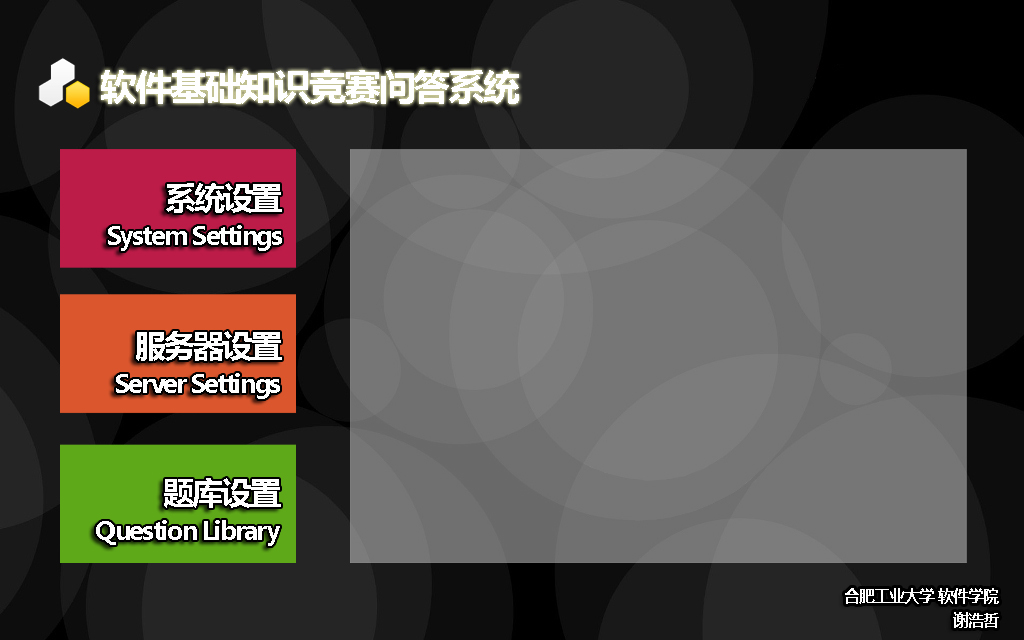 软件基础知识竞赛问答系统
系统设置
System Settings
服务器设置
Server Settings
题库设置
Question Library
合肥工业大学 软件学院
谢浩哲